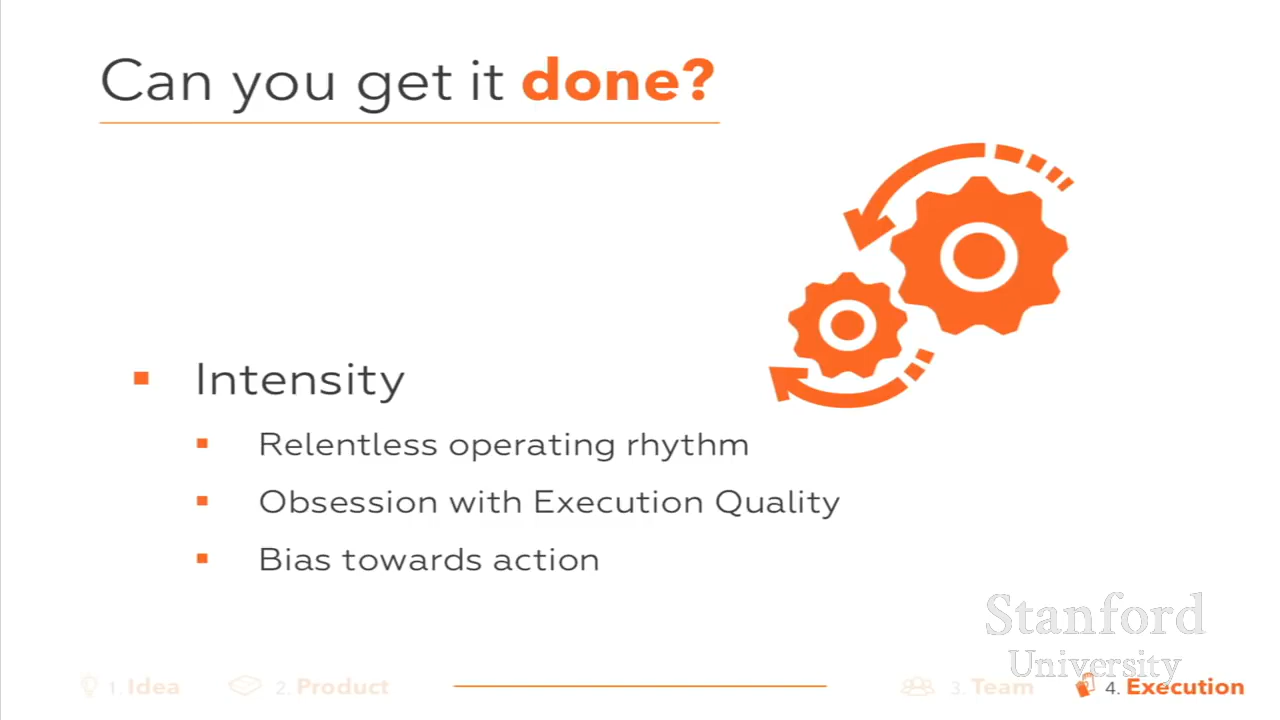 Can you get it done?
Intensity
Relentless operating rhythm
Obsession with Execution Quality
Bias towards action
Stanford
University
1. Idea
2. Product
3. Team
4. Execution